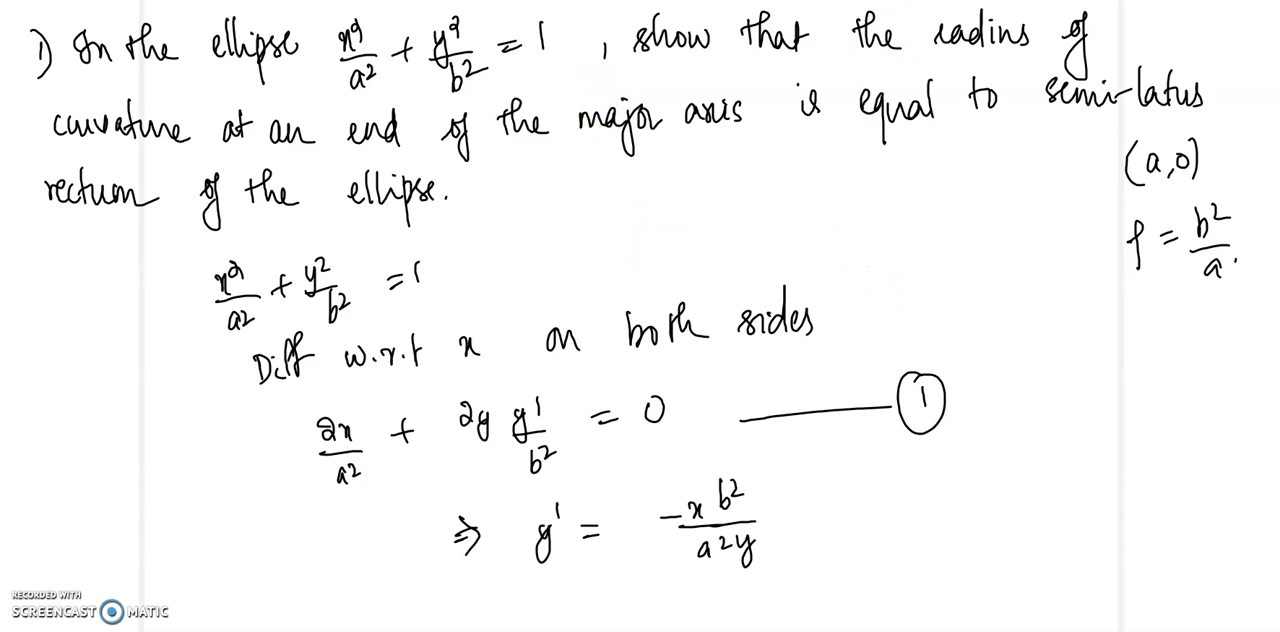 1) In the ellipse x²/a² + y²/b² = 1, show that the radius of
curvature at an end of the major axis is equal to semi-latus
rectum of the ellipse.
(a,0)
ρ = b²/a.
x²/a² + y²/b² = 1
Diff w.r.t x on both sides
2x/a² + 2y y'/b² = 0 ——— ①
⇒ y' = -x b²/a²y
RECORDED WITH
SCREENCAST MATIC